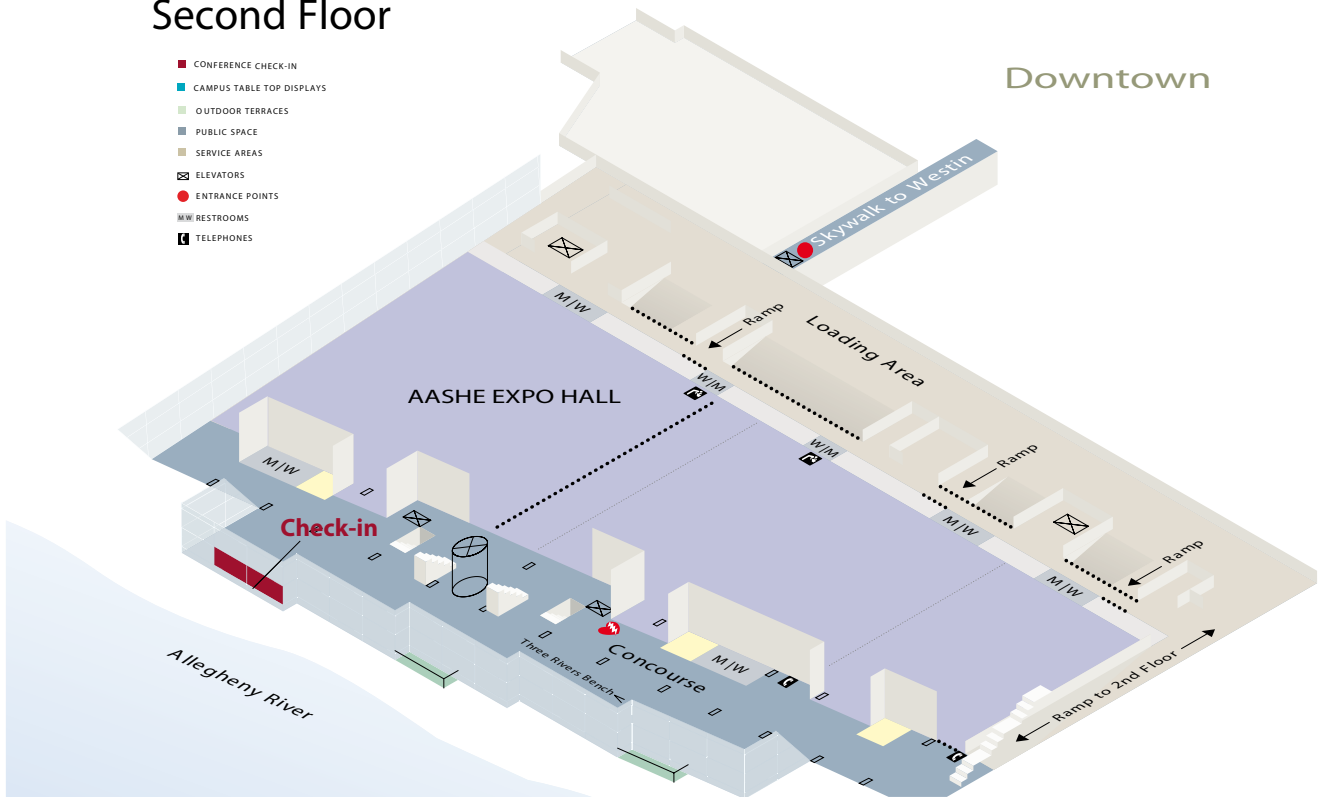 Second Floor
CONFERENCE CHECK-IN
CAMPUS TABLE TOP DISPLAYS
OUTDOOR TERRACES
PUBLIC SPACE
SERVICE AREAS
ELEVATORS
ENTRANCE POINTS
M W RESTROOMS
TELEPHONES
Downtown
Skywalk to Westin
M|W
Ramp
Loading Area
W|M
AASHE EXPO HALL
W|M
Ramp
M|W
M|W
Check-in
M|W
Ramp
Concourse
M|W
Three Rivers Bench
Allegheny River
Ramp to 2nd Floor